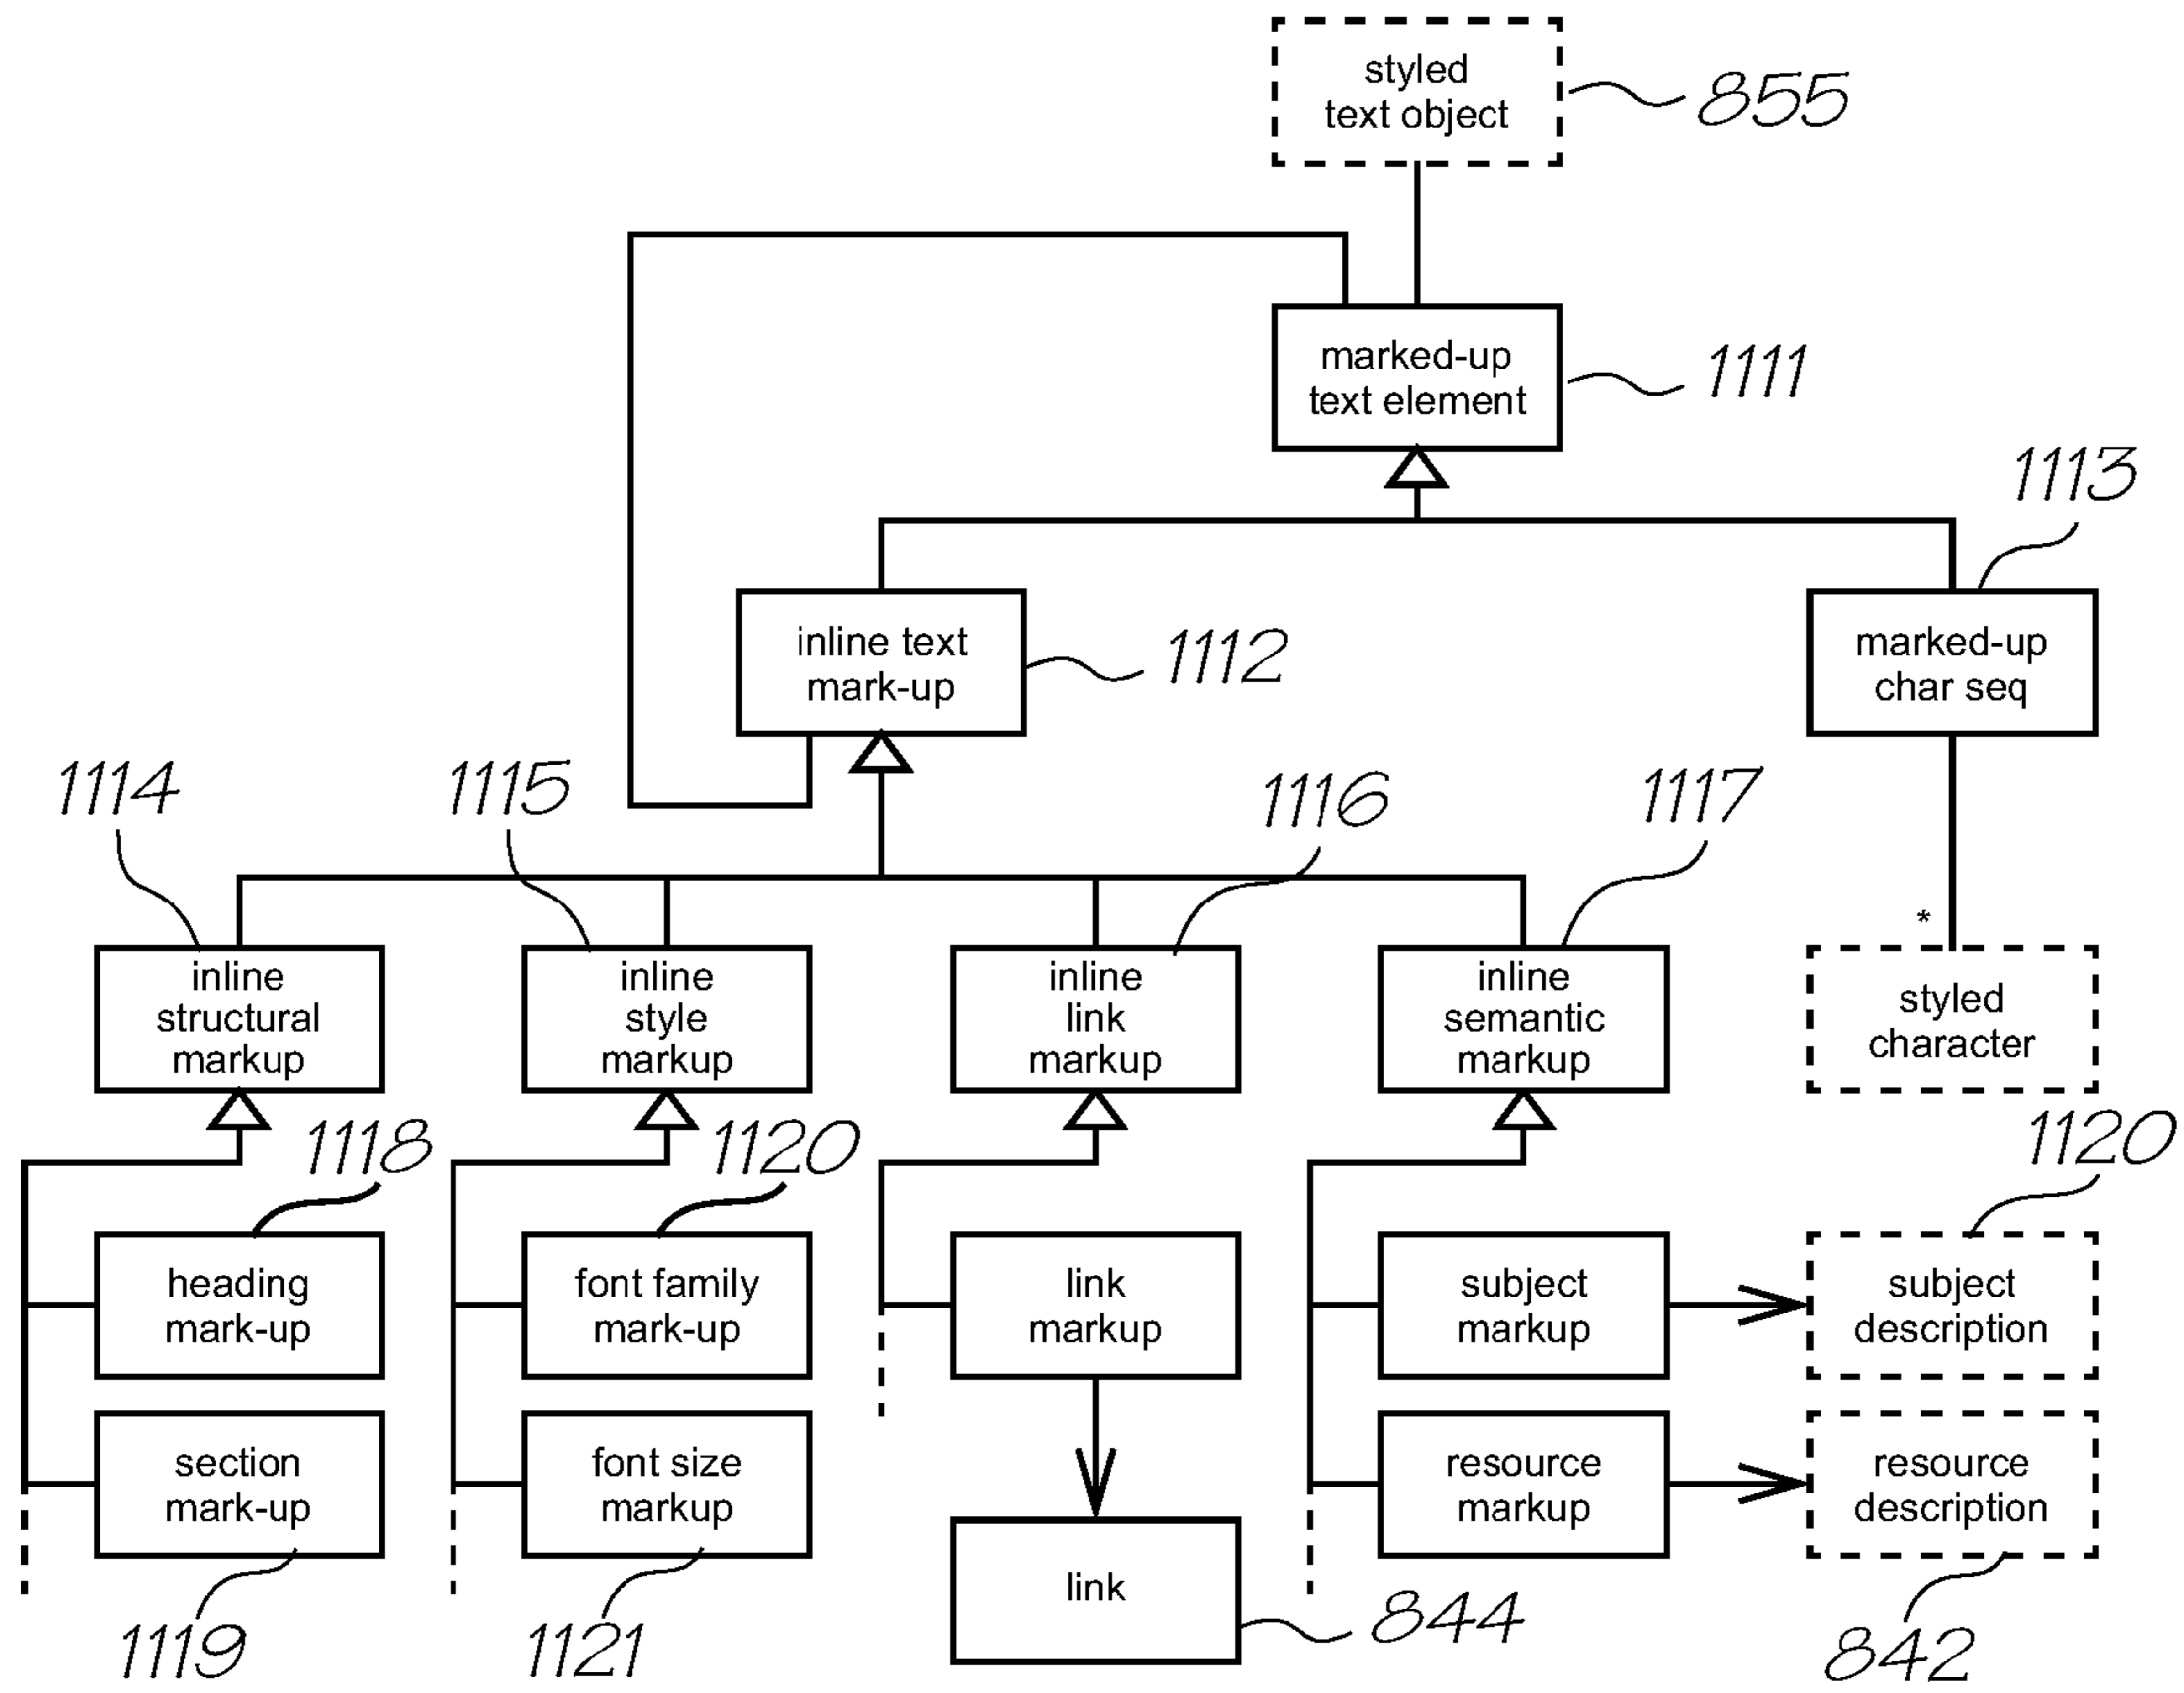 styled
text object
855
marked-up
text element
1111
1113
inline text
mark-up
1112
marked-up
char seq
1114
1115
1116
1117
*
inline
structural
markup
inline
style
markup
inline
link
markup
inline
semantic
markup
styled
character
1118
1120
1120
heading
mark-up
font family
mark-up
link
markup
subject
markup
subject
description
section
mark-up
font size
markup
resource
markup
resource
description
link
1119
1121
844
842